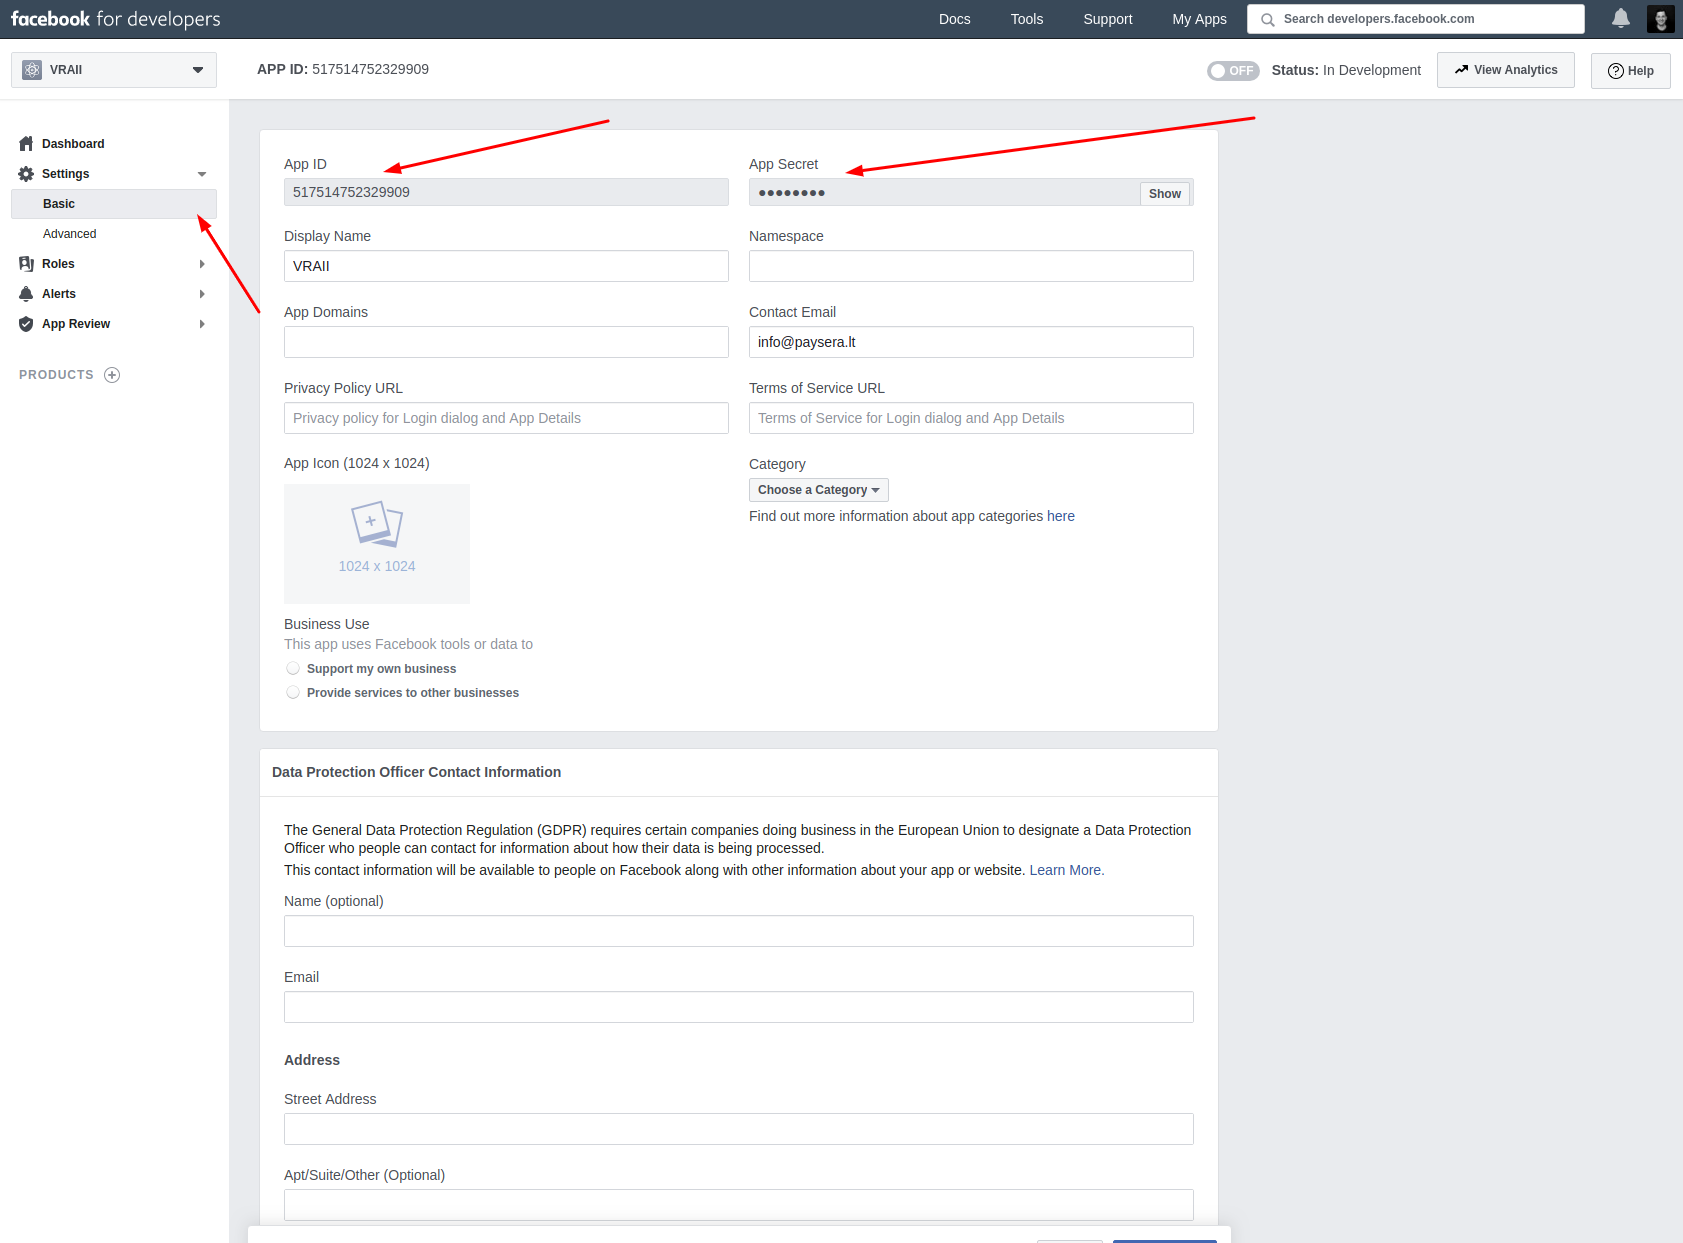 facebook for developers
Docs
Tools
Support
My Apps
Search developers.facebook.com
VRAII
APP ID: 517514752329909
OFF
Status: In Development
View Analytics
Help
Dashboard
Settings
Basic
Advanced
Roles
Alerts
App Review
PRODUCTS
App ID
517514752329909
App Secret
●●●●●●●●
Show
Display Name
VRAII
Namespace
App Domains
Contact Email
info@paysera.lt
Privacy Policy URL
Privacy policy for Login dialog and App Details
Terms of Service URL
Terms of Service for Login dialog and App Details
App Icon (1024 x 1024)
1024 x 1024
Category
Choose a Category
Find out more information about app categories here
Business Use
This app uses Facebook tools or data to
Support my own business
Provide services to other businesses
Data Protection Officer Contact Information
The General Data Protection Regulation (GDPR) requires certain companies doing business in the European Union to designate a Data Protection
Officer who people can contact for information about how their data is being processed.
This contact information will be available to people on Facebook along with other information about your app or website. Learn More.
Name (optional)
Email
Address
Street Address
Apt/Suite/Other (Optional)